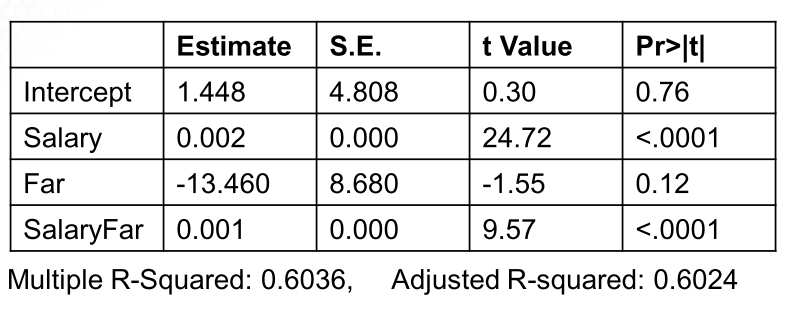 Estimate S.E. t Value Pr>|t|
Intercept 1.448 4.808 0.30 0.76
Salary 0.002 0.000 24.72 <.0001
Far -13.460 8.680 -1.55 0.12
SalaryFar 0.001 0.000 9.57 <.0001
Multiple R-Squared: 0.6036, Adjusted R-squared: 0.6024